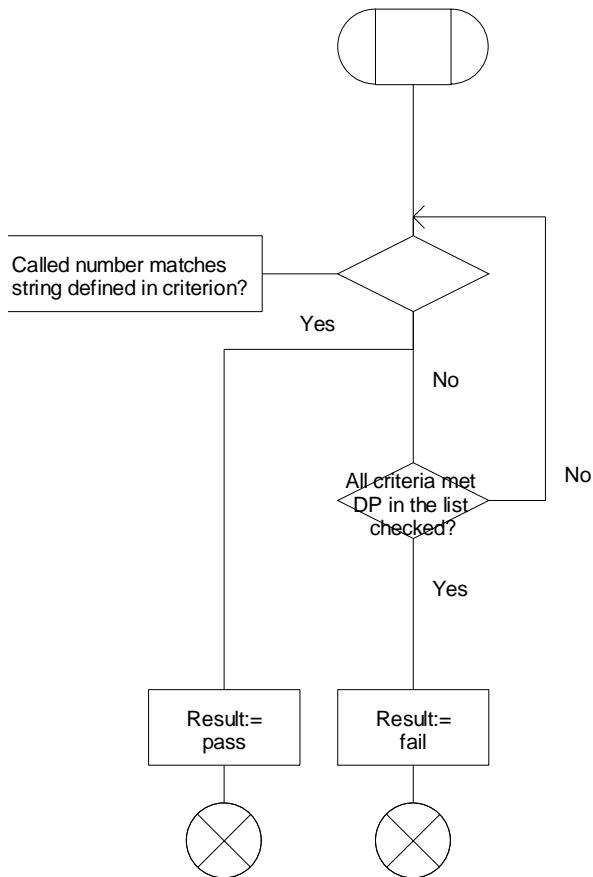 Called number matches
string defined in criterion?
Yes
No
All criteria met
DP in the list
checked?
No
Yes
Result:=
pass
Result:=
fail